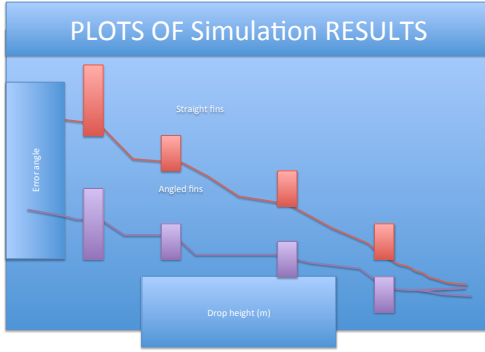 PLOTS OF Simulation RESULTS
Straight fins
Error angle
Angled fins
Drop height (m)